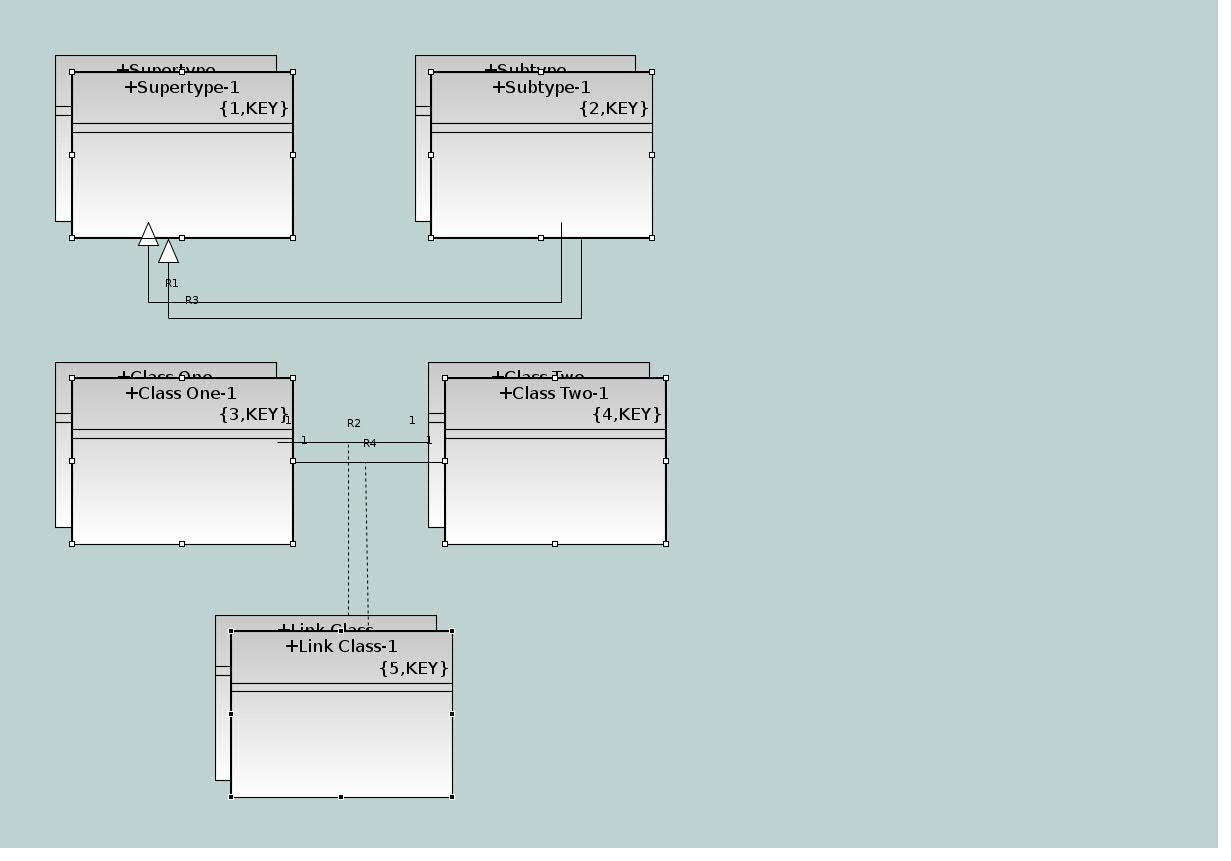 +Supertype
+Supertype-1
{1,KEY}
+Subtype
+Subtype-1
{2,KEY}
R1
R3
+Class One
+Class One-1
{3,KEY}
+Class Two
+Class Two-1
{4,KEY}
1
R2
1
1
R4
1
+Link Class
+Link Class-1
{5,KEY}